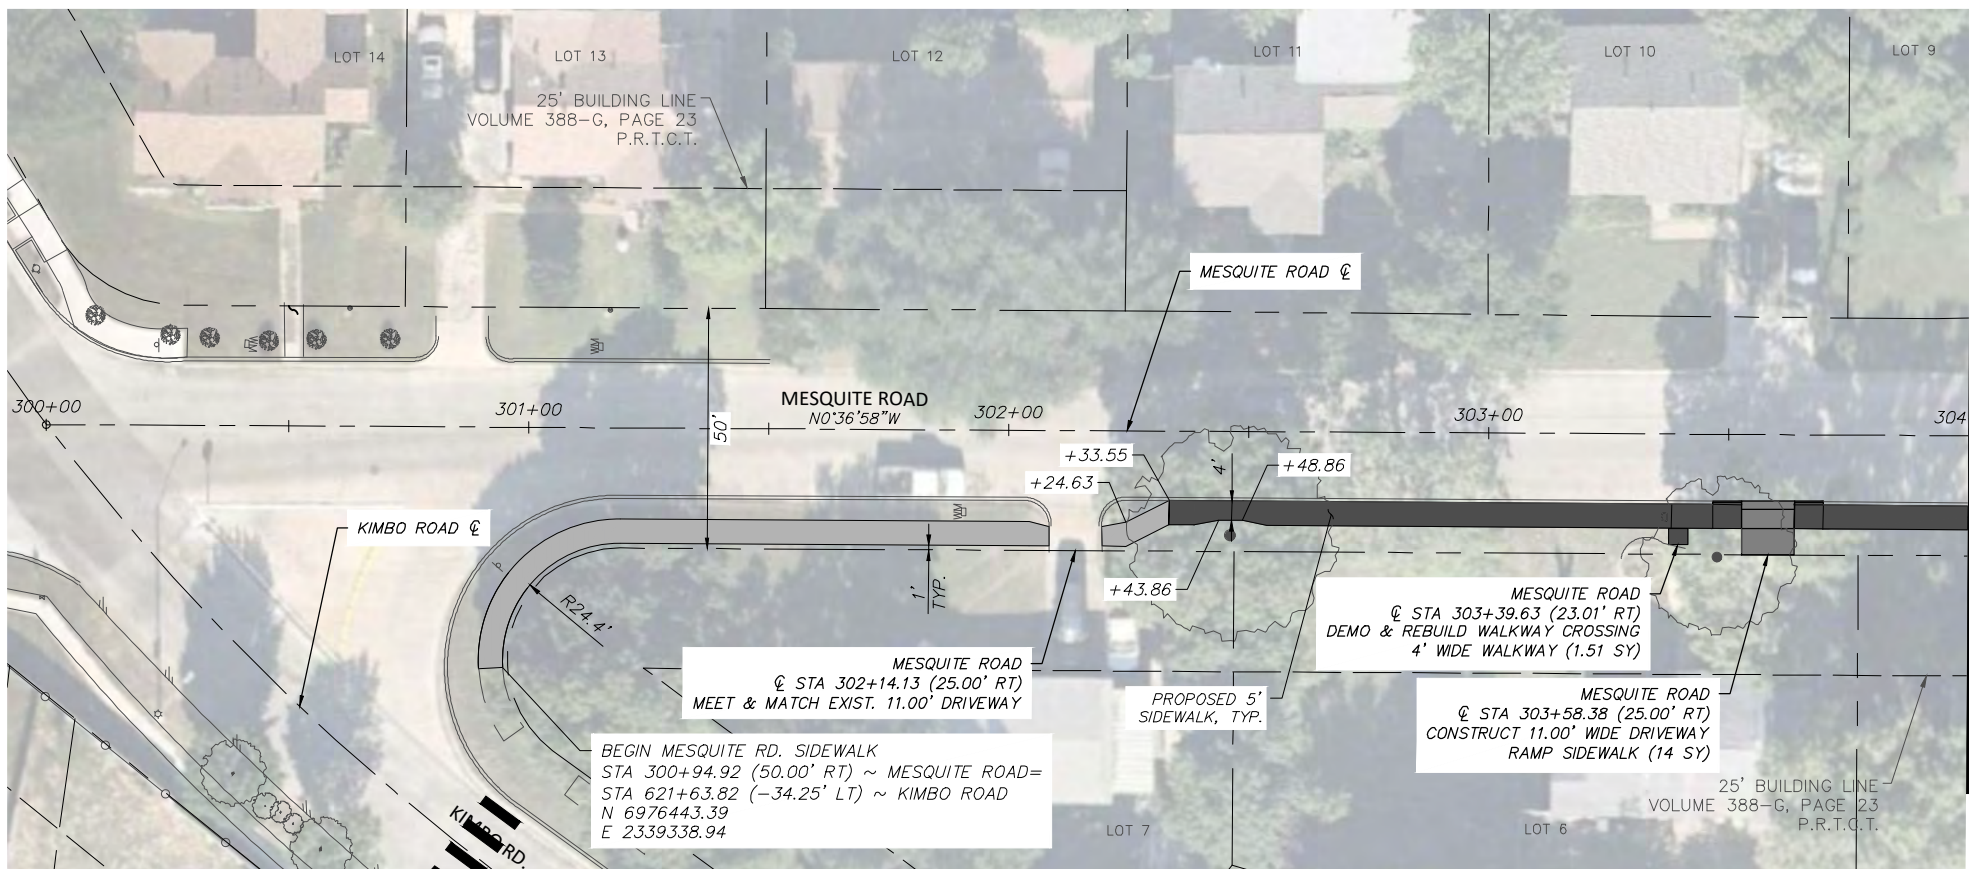 LOT 14
LOT 13
LOT 12
LOT 11
LOT 10
LOT 9
25' BUILDING LINE
VOLUME 388-G, PAGE 23
P.R.T.C.T.
MESQUITE ROAD ℄
WM
WM
300+00
301+00
MESQUITE ROAD
N0°36'58"W
302+00
303+00
304
50'
+33.55
+24.63
4'
+48.86
WM
KIMBO ROAD ℄
1'
TYP.
R24.4'
+43.86
MESQUITE ROAD
℄ STA 303+39.63 (23.01' RT)
DEMO & REBUILD WALKWAY CROSSING
4' WIDE WALKWAY (1.51 SY)
MESQUITE ROAD
℄ STA 302+14.13 (25.00' RT)
MEET & MATCH EXIST. 11.00' DRIVEWAY
PROPOSED 5'
SIDEWALK, TYP.
MESQUITE ROAD
℄ STA 303+58.38 (25.00' RT)
CONSTRUCT 11.00' WIDE DRIVEWAY
RAMP SIDEWALK (14 SY)
BEGIN MESQUITE RD. SIDEWALK
STA 300+94.92 (50.00' RT) ~ MESQUITE ROAD=
STA 621+63.82 (-34.25' LT) ~ KIMBO ROAD
N 6976443.39
E 2339338.94
25' BUILDING LINE
VOLUME 388-G, PAGE 23
P.R.T.C.T.
KIMBO RD.
LOT 7
LOT 6